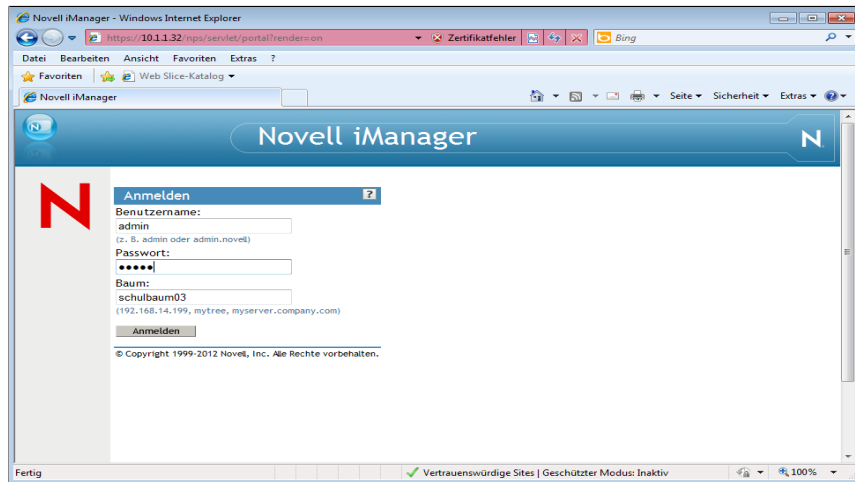 Novell iManager - Windows Internet Explorer
https://10.1.1.32/nps/servlet/portal?render=on
Zertifikatfehler
Bing
Datei Bearbeiten Ansicht Favoriten Extras ?
Favoriten Web Slice-Katalog
Novell iManager
Seite Sicherheit Extras
Novell iManager
N
N
Anmelden ?
Benutzername:
admin
(z. B. admin oder admin.novell)
Passwort:
•••••
Baum:
schulbaum03
(192.168.14.199, mytree, myserver.company.com)
Anmelden
© Copyright 1999-2012 Novell, Inc. Alle Rechte vorbehalten.
Fertig
Vertrauenswürdige Sites | Geschützter Modus: Inaktiv
100%